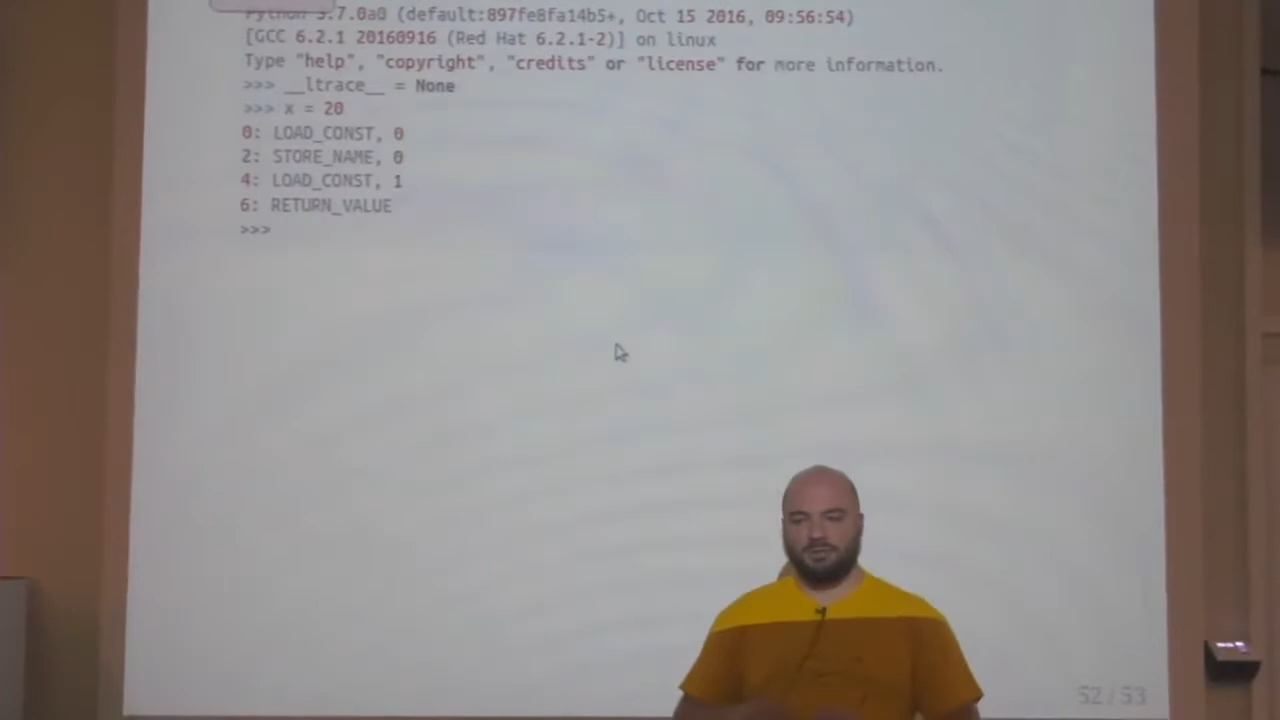 Python 3.7.0a0 (default:897fe8fa14b5+, Oct 15 2016, 09:56:54)
[GCC 6.2.1 20160916 (Red Hat 6.2.1-2)] on linux
Type "help", "copyright", "credits" or "license" for more information.
>>> __ltrace__ = None
>>> x = 20
0: LOAD_CONST, 0
2: STORE_NAME, 0
4: LOAD_CONST, 1
6: RETURN_VALUE
>>>
52 / 53